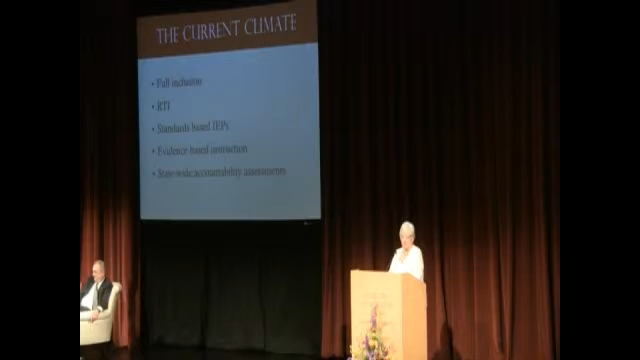 THE CURRENT CLIMATE
• Full inclusion
• RTI
• Standards based IEPs
• Evidence-based instruction
• State-wide accountability assessments